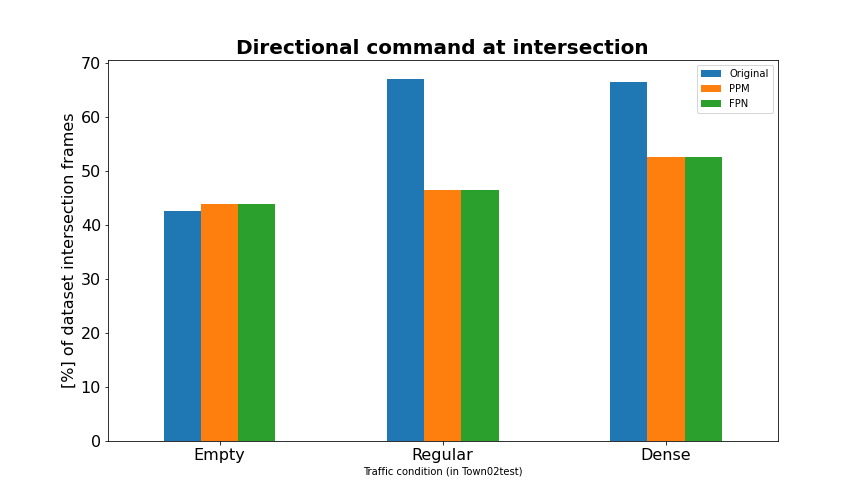 Directional command at intersection
[%] of dataset intersection frames
70
60
50
40
30
20
10
0
Original
PPM
FPN
Empty
Regular
Dense
Traffic condition (in Town02test)